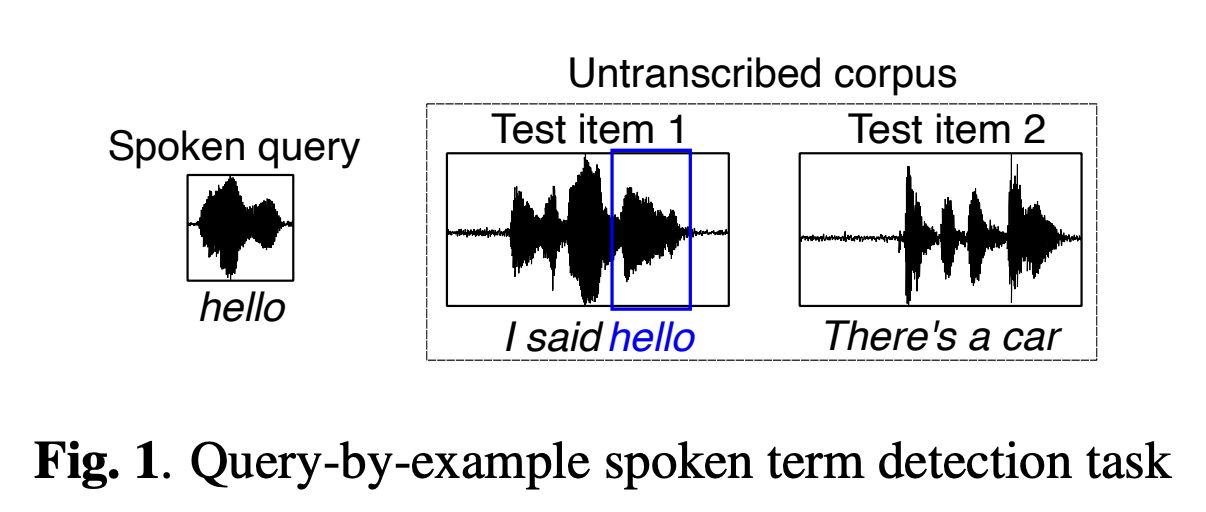 Untranscribed corpus
Spoken query
hello
Test item 1
I said hello
Test item 2
There's a car
Fig. 1. Query-by-example spoken term detection task